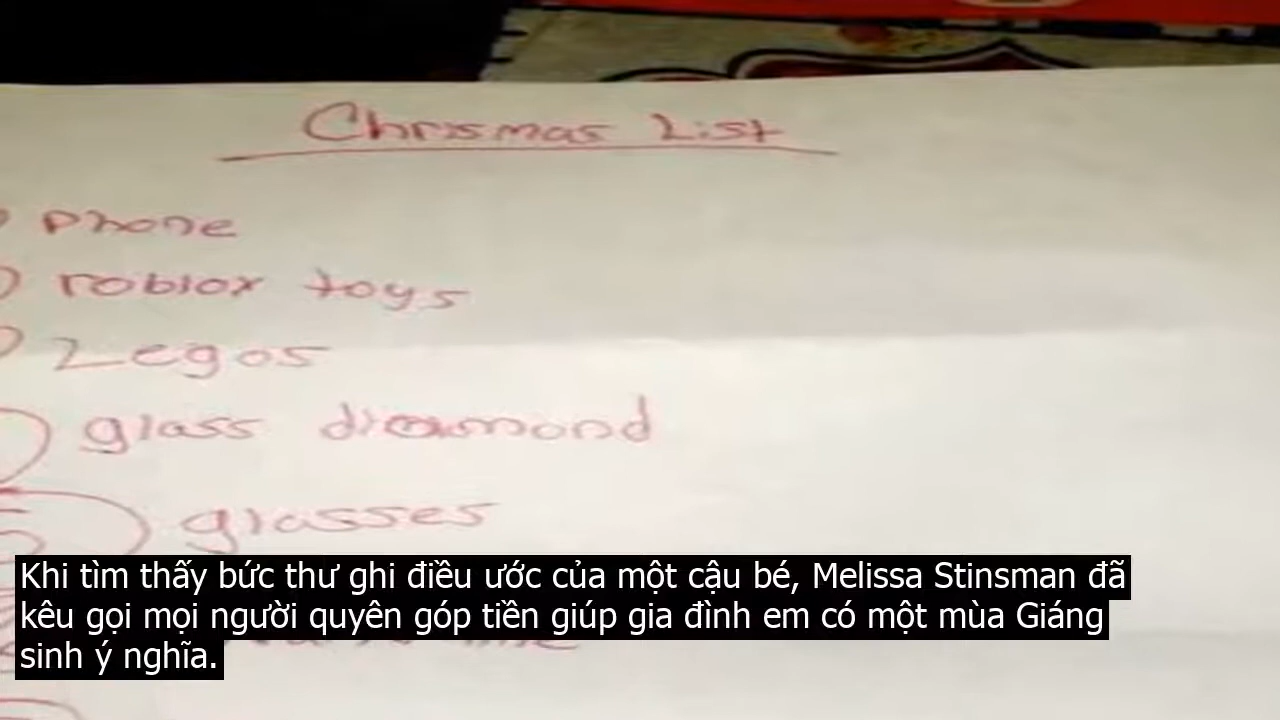 Chrismas List
phone
roblox toys
Legos
glass diamond
glasses
Khi tìm thấy bức thư ghi điều ước của một cậu bé, Melissa Stinsman đã
kêu gọi mọi người quyên góp tiền giúp gia đình em có một mùa Giáng
sinh ý nghĩa.